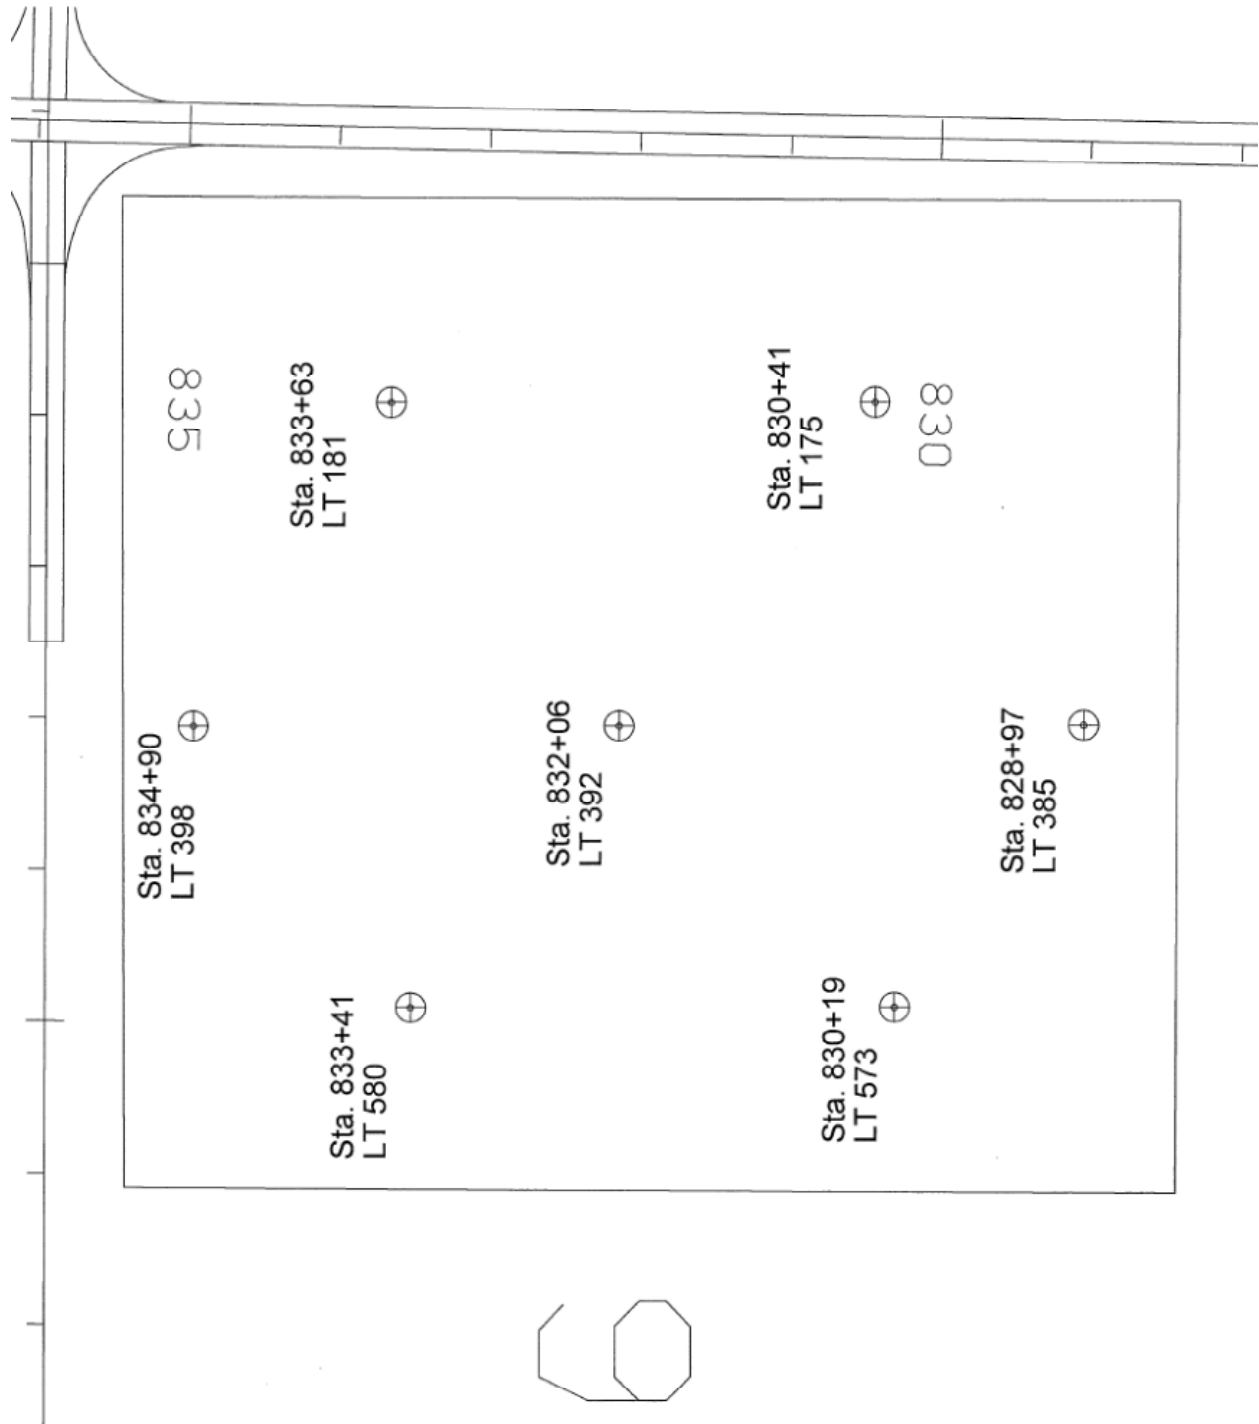 835
Sta. 833+63
LT 181
Sta. 830+41
LT 175
830
Sta. 834+90
LT 398
Sta. 832+06
LT 392
Sta. 828+97
LT 385
Sta. 833+41
LT 580
Sta. 830+19
LT 573
9